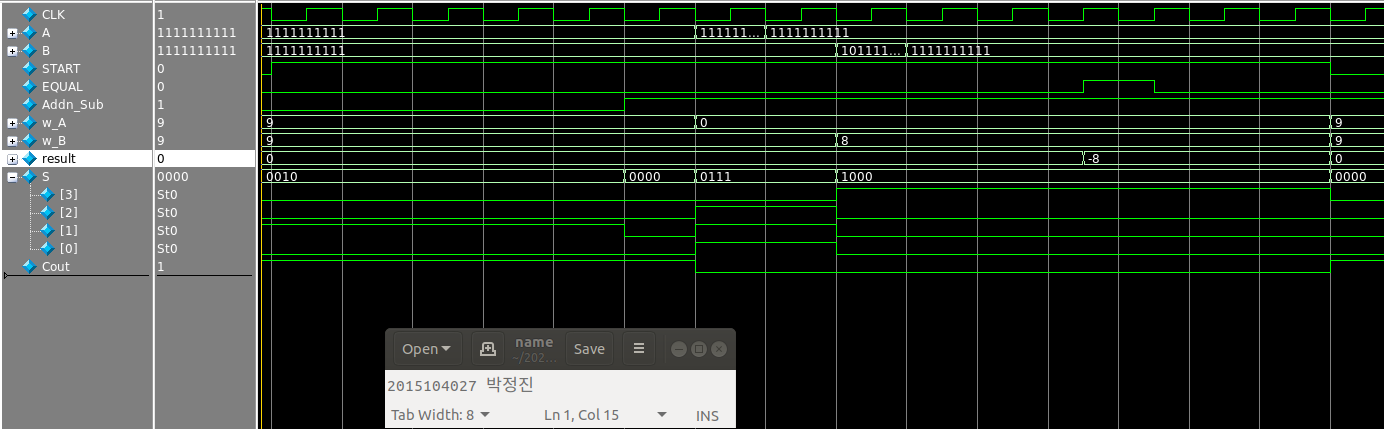 CLK 1
A 1111111111 1111111111 111111... 1111111111
B 1111111111 1111111111 101111... 1111111111
START 0
EQUAL 0
Addn_Sub 1
w_A 9 9 0 9
w_B 9 9 8 9
result 0 0 -8 0
S 0000 0010 0000 0111 1000 0000
[3] St0
[2] St0
[1] St0
[0] St0
Cout 1
Open name Save
~/202...
2015104027 박정진
Tab Width: 8 Ln 1, Col 15 INS